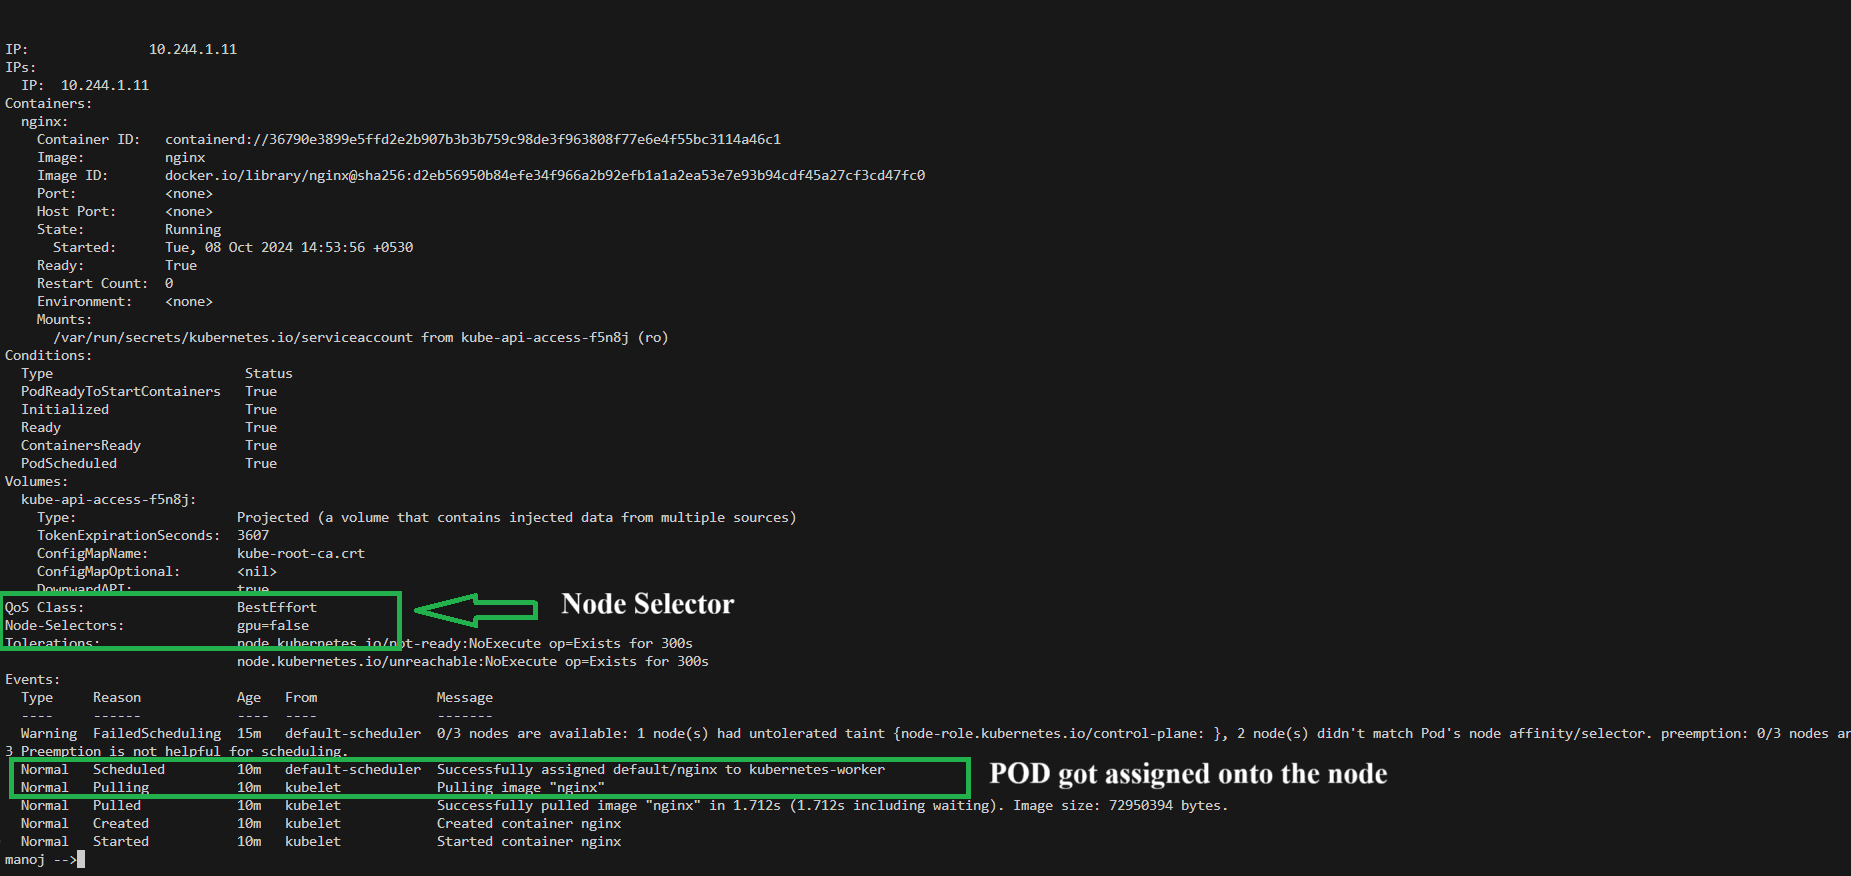 IP:               10.244.1.11
IPs:
  IP:  10.244.1.11
Containers:
  nginx:
    Container ID:   containerd://36790e3899e5ffd2e2b907b3b3b759c98de3f963808f77e6e4f55bc3114a46c1
    Image:          nginx
    Image ID:       docker.io/library/nginx@sha256:d2eb56950b84efe34f966a2b92efb1a1a2ea53e7e93b94cdf45a27cf3cd47fc0
    Port:           <none>
    Host Port:      <none>
    State:          Running
      Started:      Tue, 08 Oct 2024 14:53:56 +0530
    Ready:          True
    Restart Count:  0
    Environment:    <none>
    Mounts:
      /var/run/secrets/kubernetes.io/serviceaccount from kube-api-access-f5n8j (ro)
Conditions:
  Type                        Status
  PodReadyToStartContainers   True
  Initialized                 True
  Ready                       True
  ContainersReady             True
  PodScheduled                True
Volumes:
  kube-api-access-f5n8j:
    Type:                    Projected (a volume that contains injected data from multiple sources)
    TokenExpirationSeconds:  3607
    ConfigMapName:           kube-root-ca.crt
    ConfigMapOptional:       <nil>
    DownwardAPI:             true
QoS Class:                   BestEffort
Node Selector
Node-Selectors:              gpu=false
Tolerations:                 node.kubernetes.io/not-ready:NoExecute op=Exists for 300s
                             node.kubernetes.io/unreachable:NoExecute op=Exists for 300s
Events:
  Type     Reason            Age   From               Message
  ----     ------            ----  ----               -------
  Warning  FailedScheduling  15m   default-scheduler  0/3 nodes are available: 1 node(s) had untolerated taint {node-role.kubernetes.io/control-plane: }, 2 node(s) didn't match Pod's node affinity/selector. preemption: 0/3 nodes ar
3 Preemption is not helpful for scheduling.
  Normal   Scheduled         10m   default-scheduler  Successfully assigned default/nginx to kubernetes-worker
POD got assigned onto the node
  Normal   Pulling           10m   kubelet            Pulling image "nginx"
  Normal   Pulled            10m   kubelet            Successfully pulled image "nginx" in 1.712s (1.712s including waiting). Image size: 72950394 bytes.
  Normal   Created           10m   kubelet            Created container nginx
  Normal   Started           10m   kubelet            Started container nginx
manoj -->